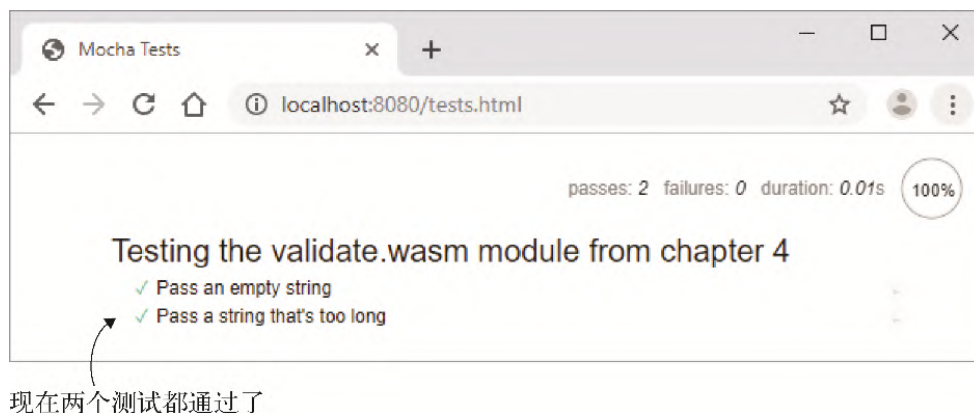 Mocha Tests
localhost:8080/tests.html
passes: 2 failures: 0 duration: 0.01s 100%
Testing the validate.wasm module from chapter 4
✓ Pass an empty string
✓ Pass a string that's too long
现在两个测试都通过了